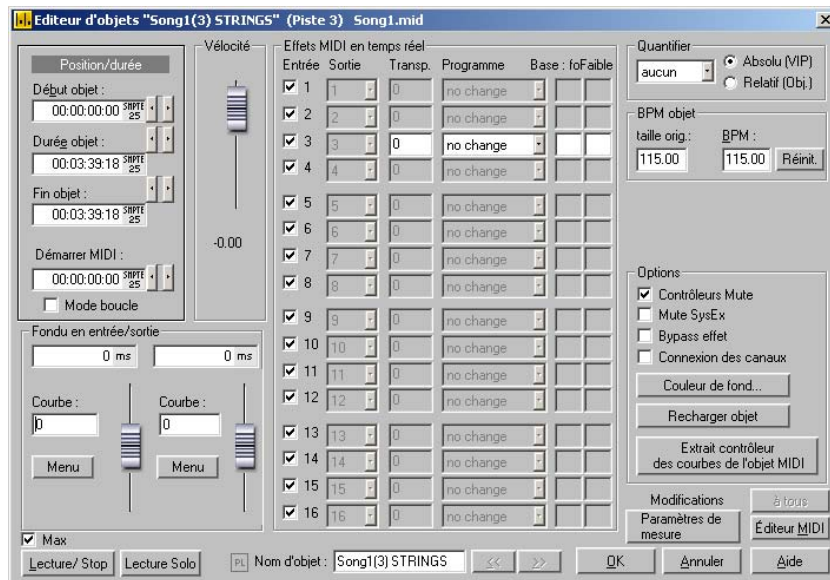 Editeur d'objets "Song1(3) STRINGS" (Piste 3) Song1.mid
Position/durée
Début objet :
00:00:00:00 SMPTE 25
Durée objet :
00:03:39:18 SMPTE 25
Fin objet :
00:03:39:18 SMPTE 25
Démarrer MIDI :
00:00:00:00 SMPTE 25
Mode boucle
Vélocité
-0.00
Fondu en entrée/sortie
0 ms 0 ms
Courbe : Courbe :
0 0
Menu Menu
Max
Effets MIDI en temps réel
Entrée Sortie Transp. Programme Base : foFaible
1 1 0 no change
2 2 0 no change
3 3 0 no change
4 4 0 no change
5 5 0 no change
6 6 0 no change
7 7 0 no change
8 8 0 no change
9 9 0 no change
10 10 0 no change
11 11 0 no change
12 12 0 no change
13 13 0 no change
14 14 0 no change
15 15 0 no change
16 16 0 no change
Quantifier
aucun
Absolu (VIP)
Relatif (Obj.)
BPM objet
taille orig.: BPM :
115.00 115.00 Réinit.
Options
Contrôleurs Mute
Mute SysEx
Bypass effet
Connexion des canaux
Couleur de fond...
Recharger objet
Extrait contrôleur
des courbes de l'objet MIDI
Modifications à tous
Paramètres de
mesure
Éditeur MIDI
Lecture/ Stop Lecture Solo PL Nom d'objet : Song1(3) STRINGS << >> OK Annuler Aide